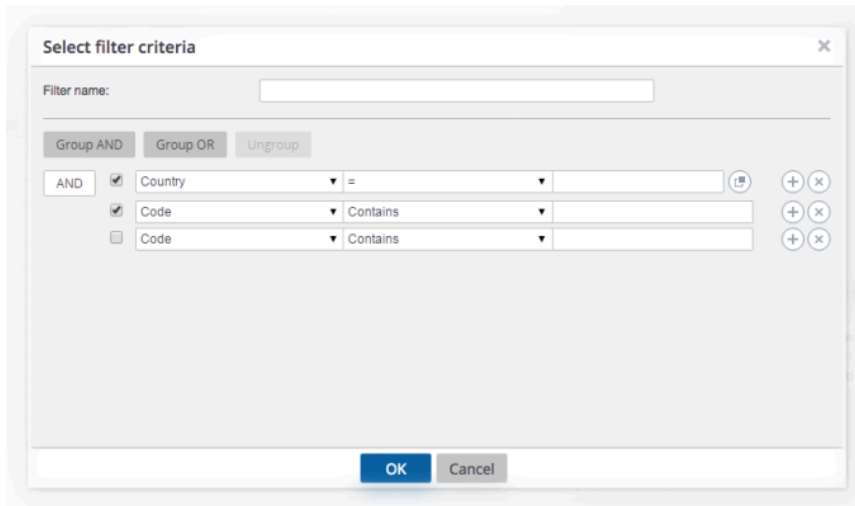 Select filter criteria
Filter name:
Group AND Group OR Ungroup
AND Country =
Code Contains
Code Contains
OK Cancel